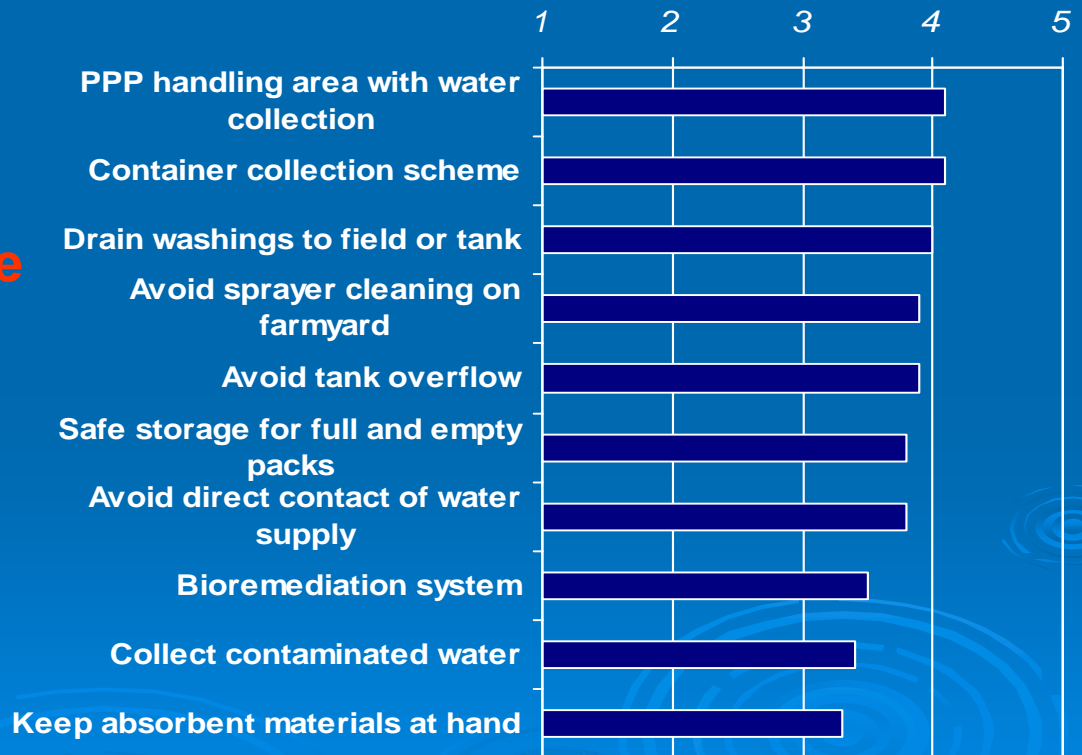 1 2 3 4 5
PPP handling area with water
collection
Container collection scheme
Drain washings to field or tank
e
Avoid sprayer cleaning on
farmyard
Avoid tank overflow
Safe storage for full and empty
packs
Avoid direct contact of water
supply
Bioremediation system
Collect contaminated water
Keep absorbent materials at hand